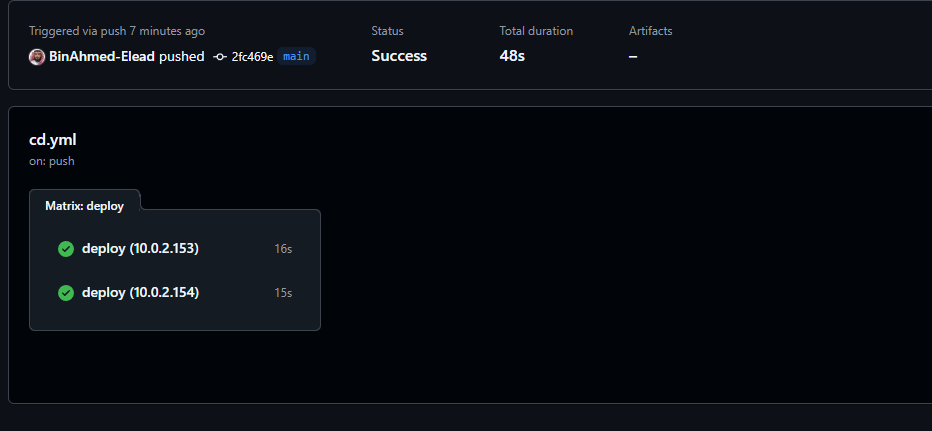 Triggered via push 7 minutes ago
BinAhmed-Elead pushed 2fc469e main
Status
Success
Total duration
48s
Artifacts
–
cd.yml
on: push
Matrix: deploy
deploy (10.0.2.153) 16s
deploy (10.0.2.154) 15s